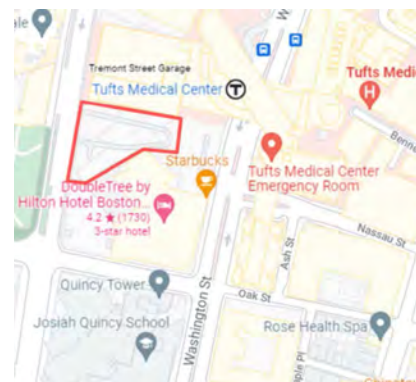 ale
W
Tremont Street Garage
Tufts Medical Center
T
Tufts Medi
H
Starbucks
Tufts Medical Center
Emergency Room
DoubleTree by
Hilton Hotel Boston...
4.2 ★ (1730)
3-star hotel
Nassau St
Ash St
Quincy Tower
Washington St
Oak St
Josiah Quincy School
Rose Health Spa